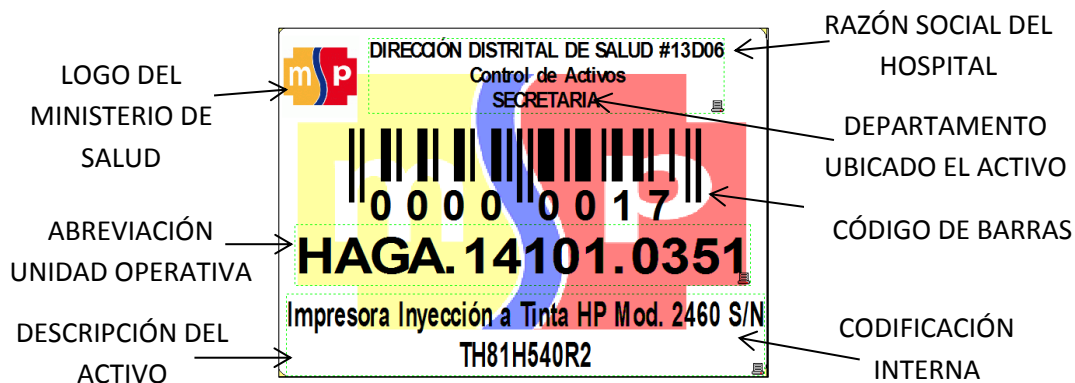 LOGO DEL
MINISTERIO DE
SALUD
ABREVIACIÓN
UNIDAD OPERATIVA
DESCRIPCIÓN DEL
ACTIVO
m p
DIRECCIÓN DISTRITAL DE SALUD #13D06
Control de Activos
SECRETARIA
m p
0000 0017
HAGA.14101.0351
Impresora Inyección a Tinta HP Mod. 2460 S/N
TH81H540R2
RAZÓN SOCIAL DEL
HOSPITAL
DEPARTAMENTO
UBICADO EL ACTIVO
CÓDIGO DE BARRAS
CODIFICACIÓN
INTERNA